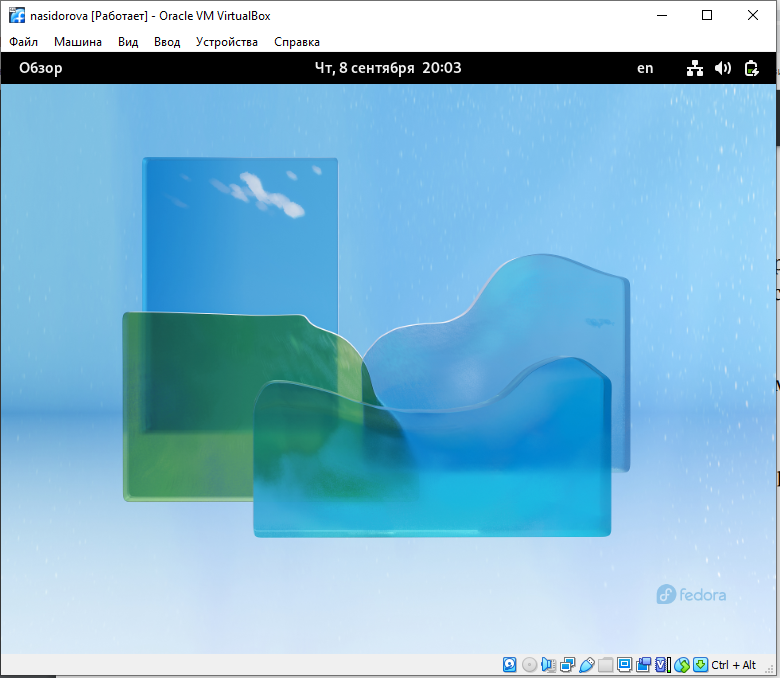 nasidorova [Работает] - Oracle VM VirtualBox
Файл Машина Вид Ввод Устройства Справка
Обзор Чт, 8 сентября 20:03 en
fedora
Ctrl + Alt